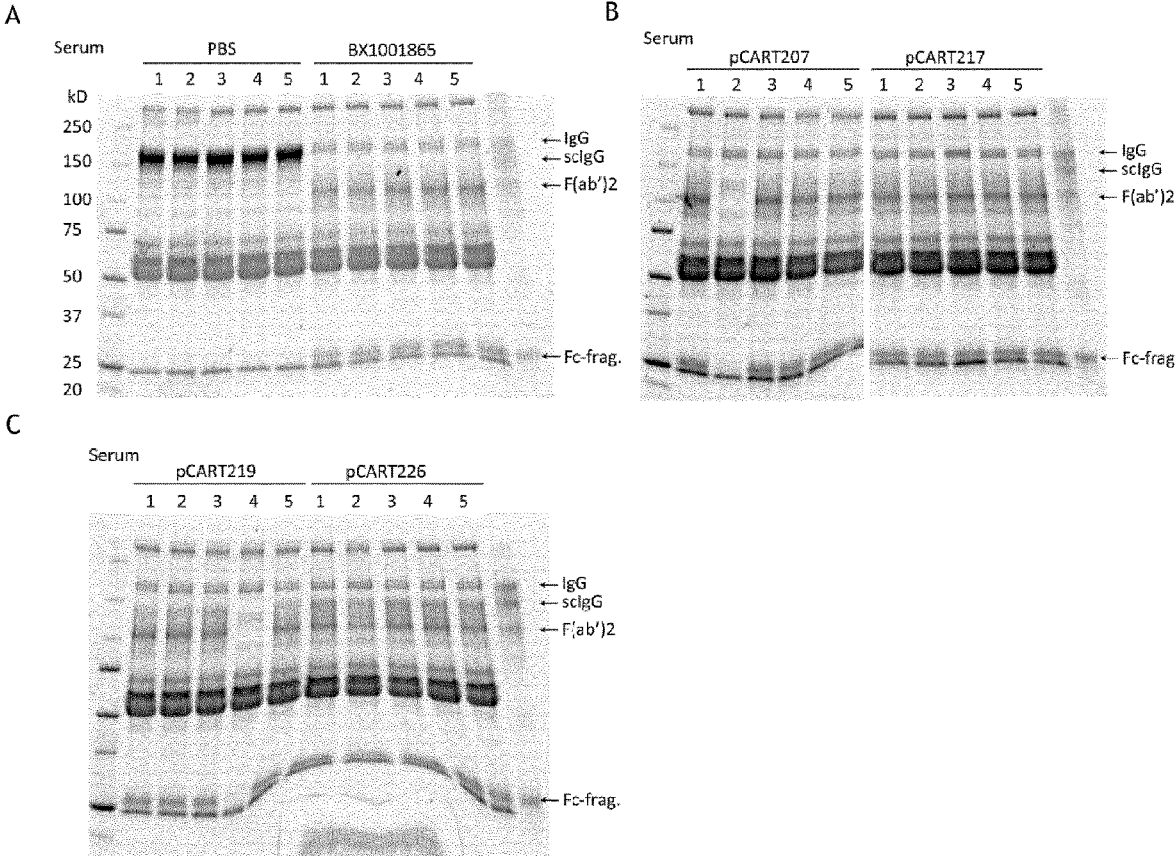 A
Serum
PBS
BX1001865
1 2 3 4 5 1 2 3 4 5
kD
250
150
100
75
50
37
25
20
IgG
scIgG
F(ab')2
Fc-frag.
B
Serum
pCART207
pCART217
1 2 3 4 5 1 2 3 4 5
IgG
scIgG
F(ab')2
Fc-frag
C
Serum
pCART219
pCART226
1 2 3 4 5 1 2 3 4 5
IgG
scIgG
F(ab')2
Fc-frag.